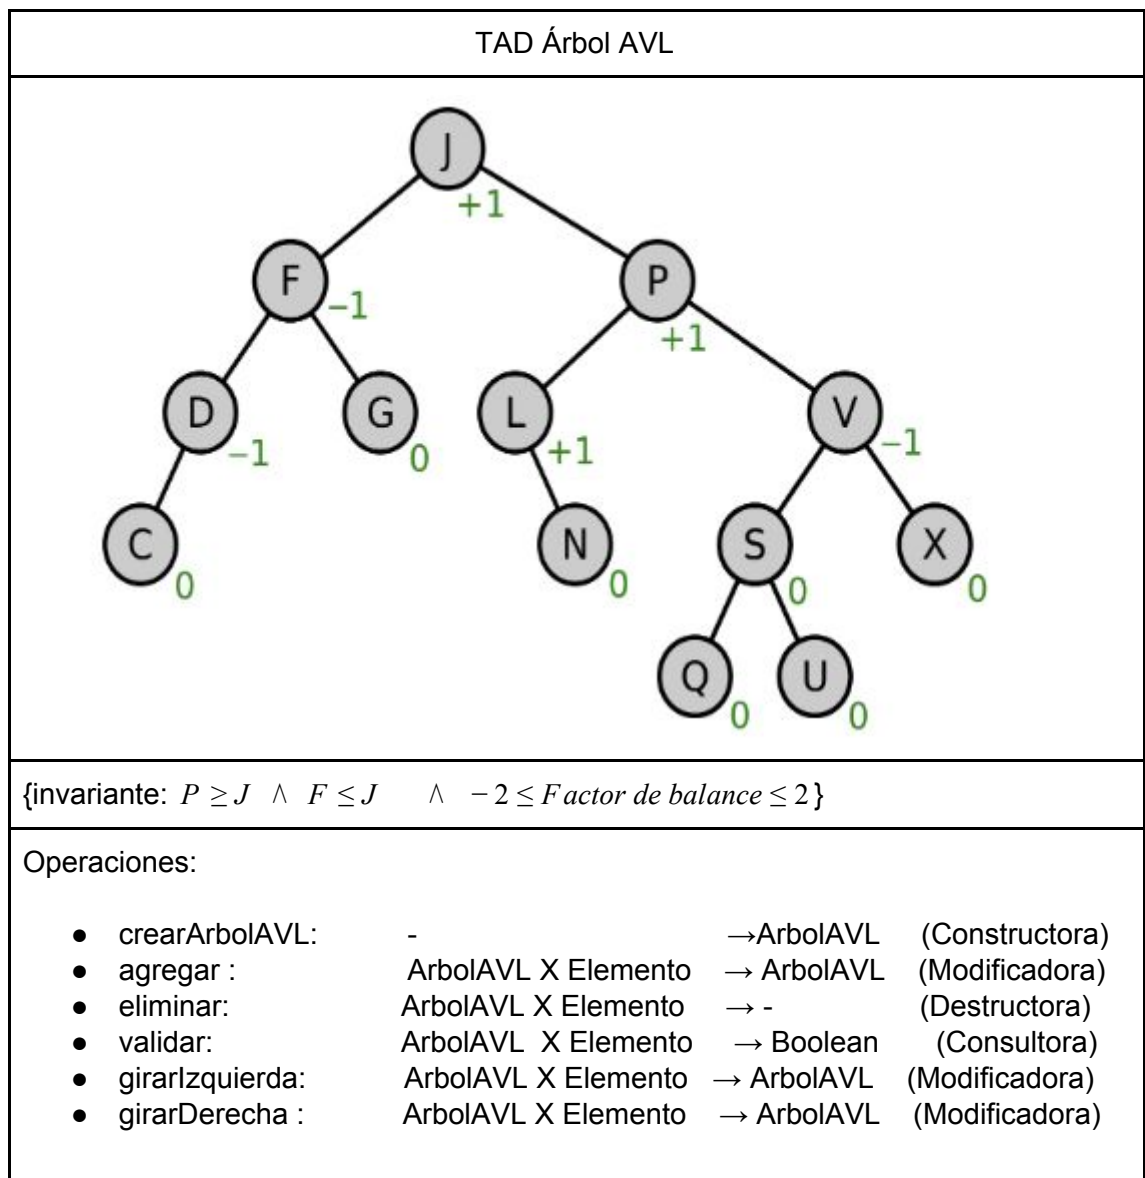 TAD Árbol AVL
J
+1
F
−1
P
+1
D
−1
G
0
L
+1
V
−1
C
0
N
0
S
0
X
0
Q
0
U
0
{invariante: P ≥ J ∧ F ≤ J ∧ − 2 ≤ Factor de balance ≤ 2}
Operaciones:
● crearArbolAVL: - →ArbolAVL (Constructora)
● agregar : ArbolAVL X Elemento → ArbolAVL (Modificadora)
● eliminar: ArbolAVL X Elemento → - (Destructora)
● validar: ArbolAVL X Elemento → Boolean (Consultora)
● girarIzquierda: ArbolAVL X Elemento → ArbolAVL (Modificadora)
● girarDerecha : ArbolAVL X Elemento → ArbolAVL (Modificadora)